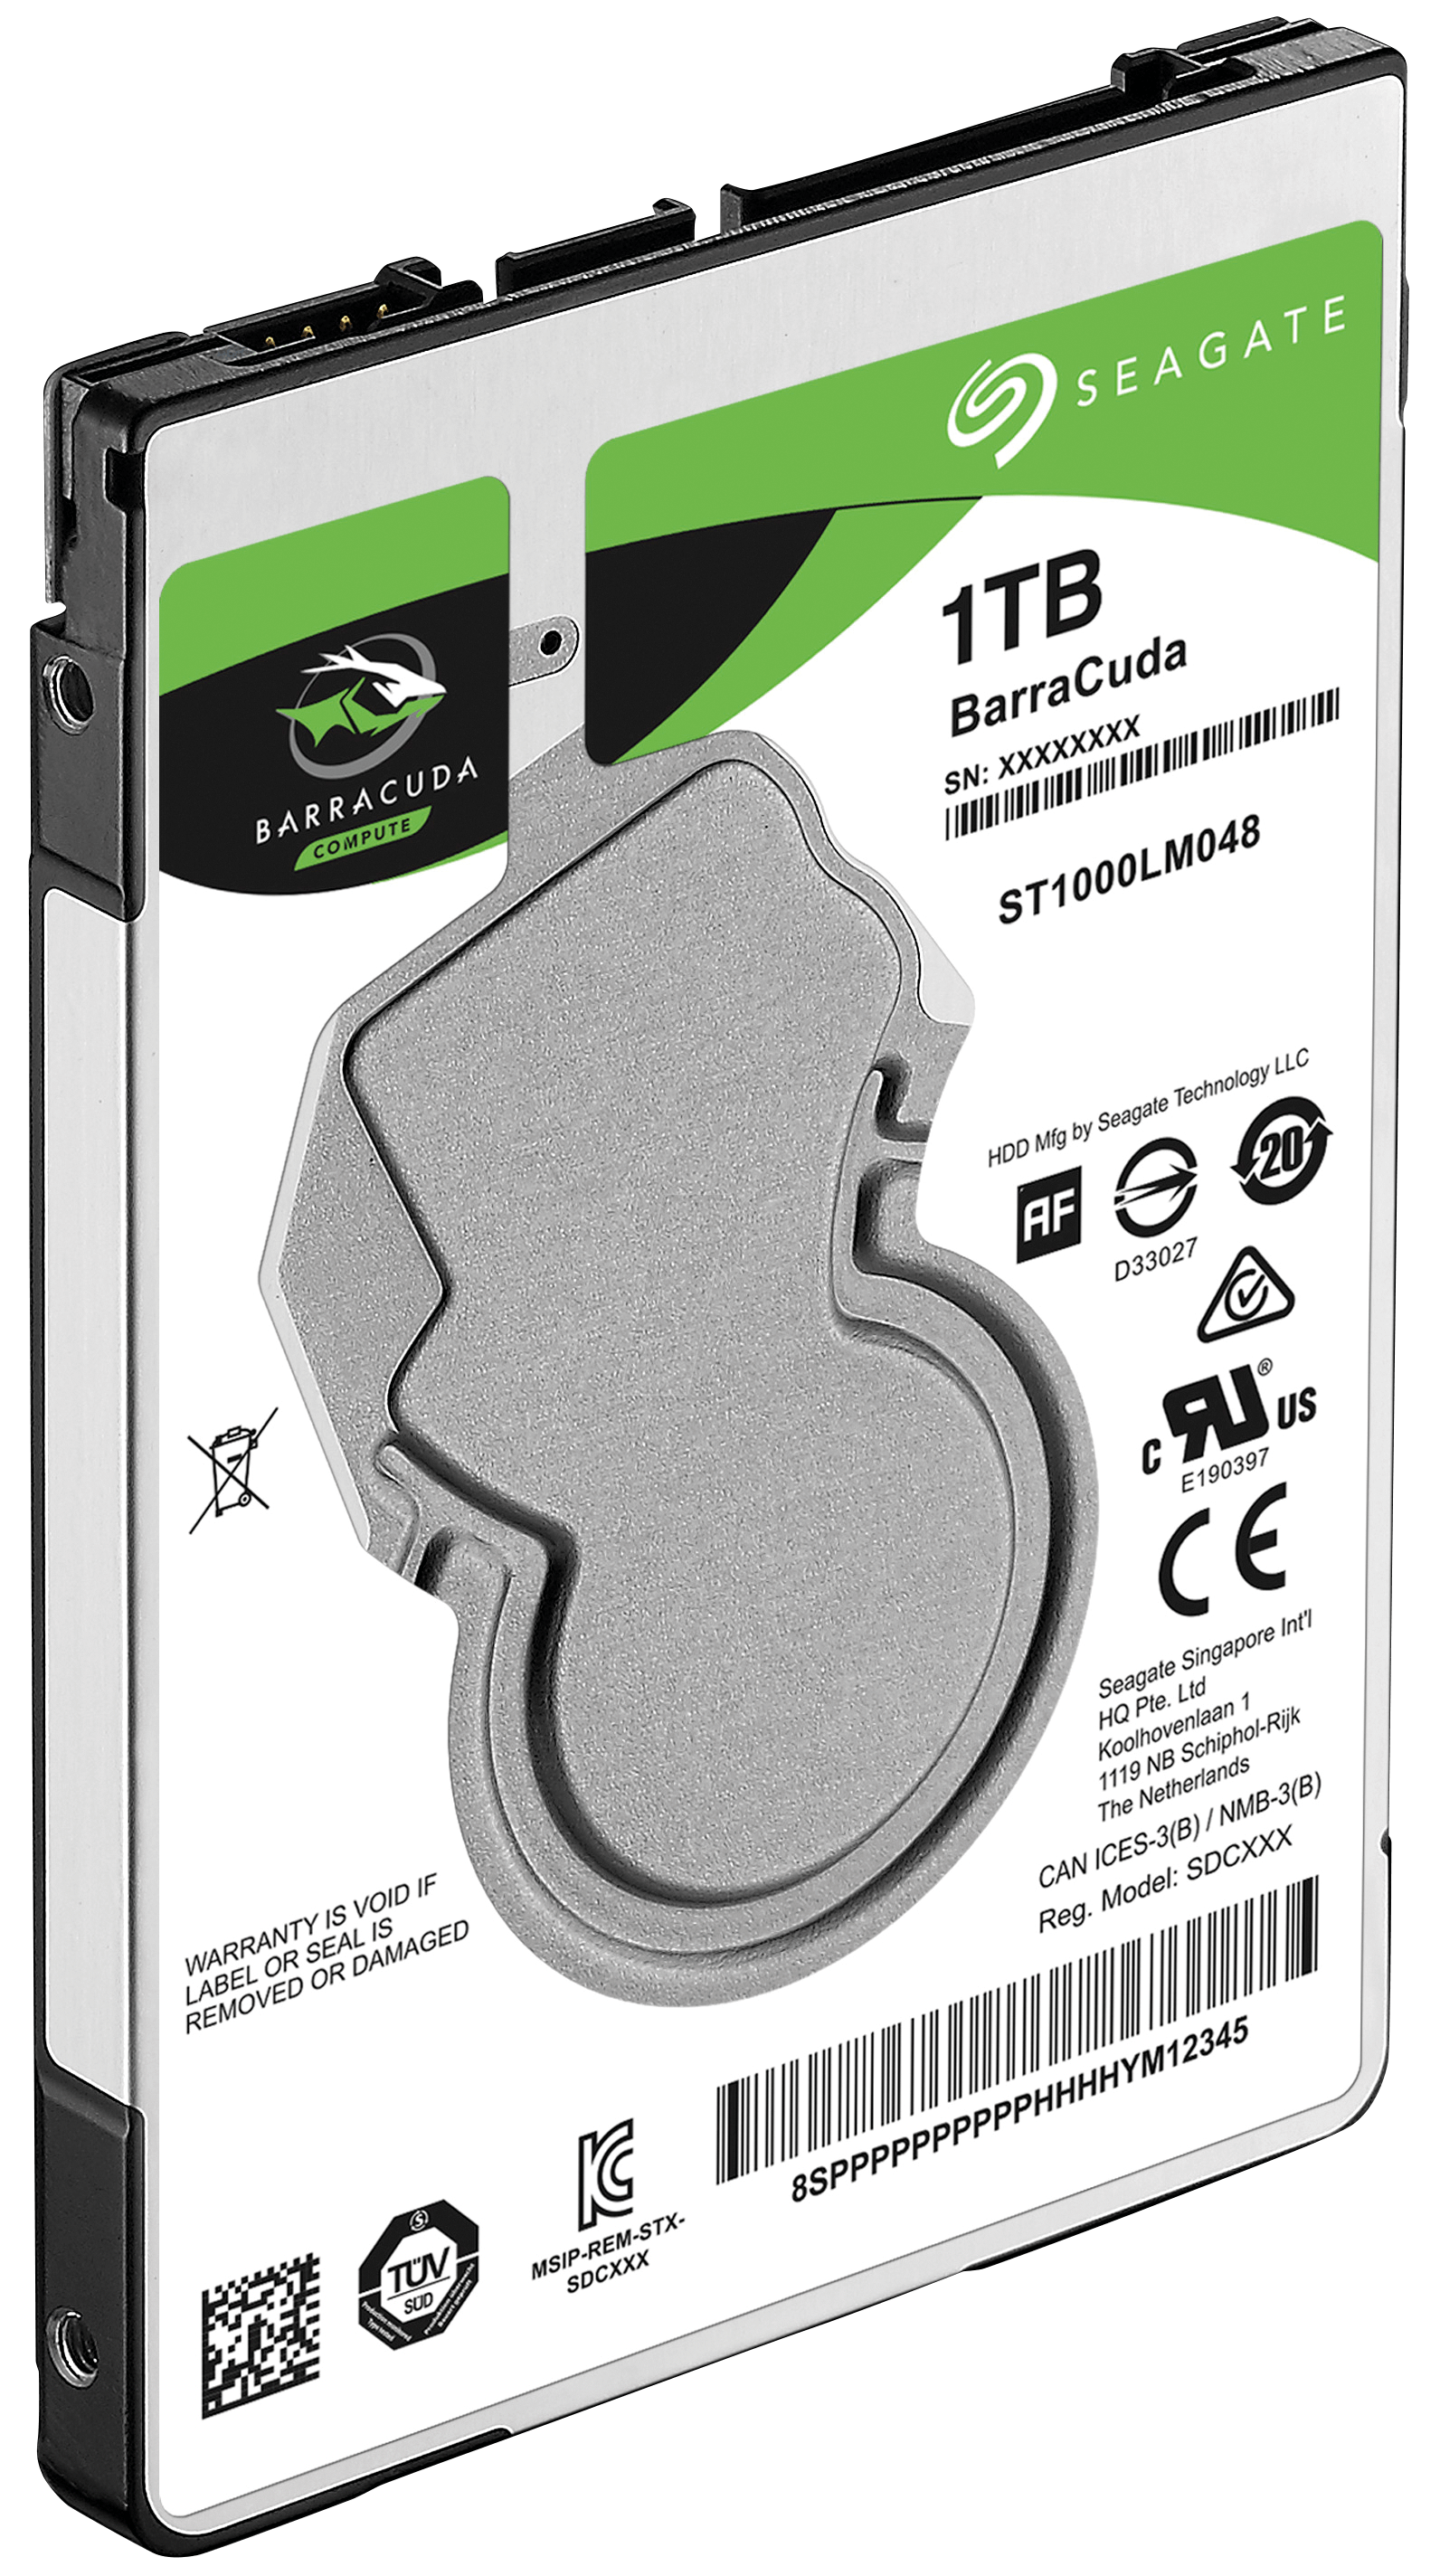 SEAGATE
BARRACUDA
COMPUTE
1TB
BarraCuda
SN: XXXXXXXX
ST1000LM048
HDD Mfg by Seagate Technology LLC
AF
20
D33027
c RU ® US
E190397
CE
Seagate Singapore Int'l
HQ Pte. Ltd
Koolhovenlaan 1
1119 NB Schiphol-Rijk
The Netherlands
CAN ICES-3(B) / NMB-3(B)
Reg. Model: SDCXXX
WARRANTY IS VOID IF
LABEL OR SEAL IS
REMOVED OR DAMAGED
8SPPPPPPPPPPHHHHYM12345
MSIP-REM-STX-
SDCXXX
TÜV
SÜD